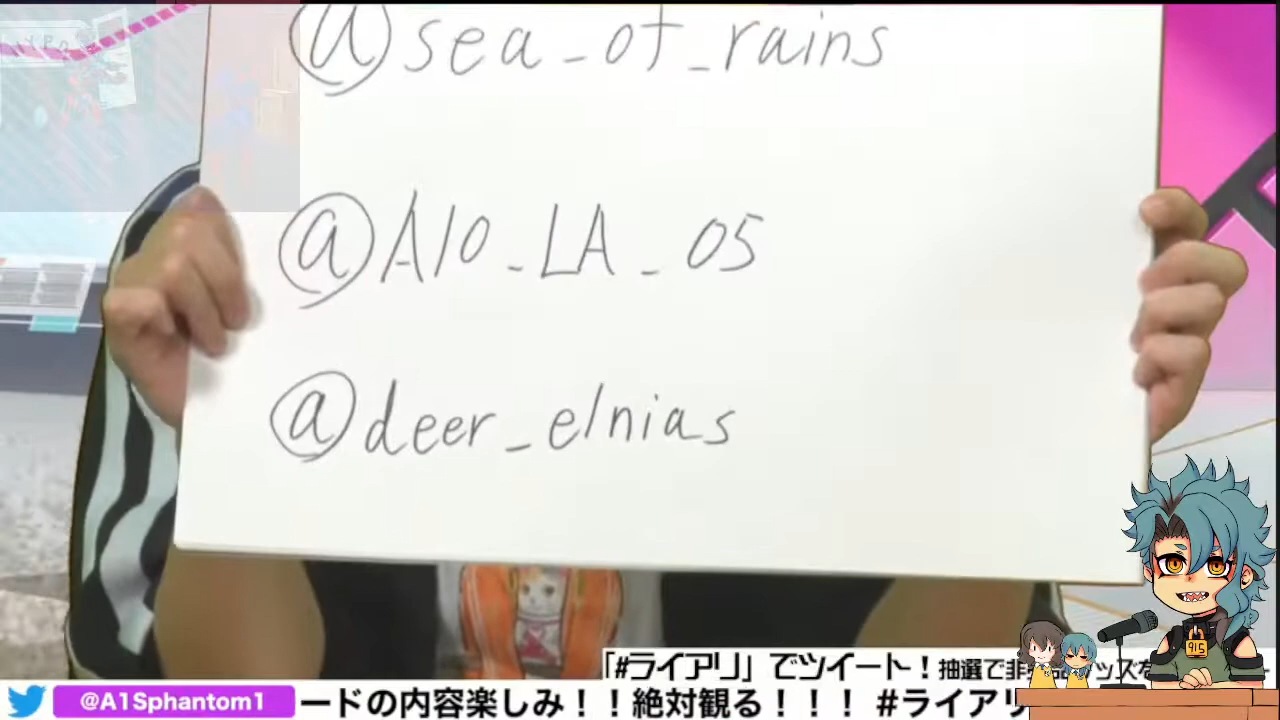 @sea_of_rains
@A10_LA_05
@deer_elnias
915
「#ライアリ」でツイート！抽選で非
@A1Sphantom1
ードの内容楽しみ！！絶対観る！！！ #ライアリ